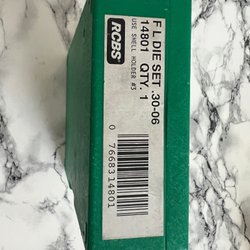 F L DIE SET .30-06
14801 QTY. 1
RCBS
USE SHELL HOLDER #3
0 76683 14801